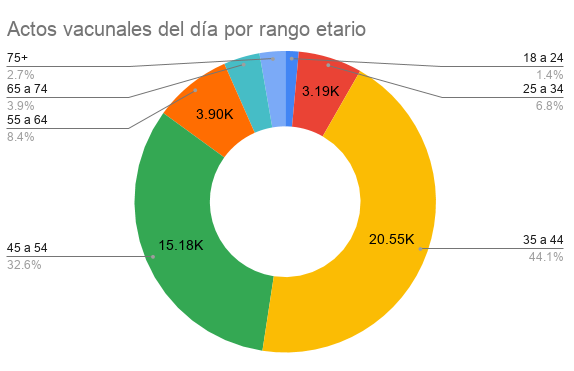 Actos vacunales del día por rango etario
75+
2.7%
65 a 74
3.9%
55 a 64
8.4%
45 a 54
32.6%
18 a 24
1.4%
25 a 34
6.8%
35 a 44
44.1%
3.19K
3.90K
15.18K
20.55K